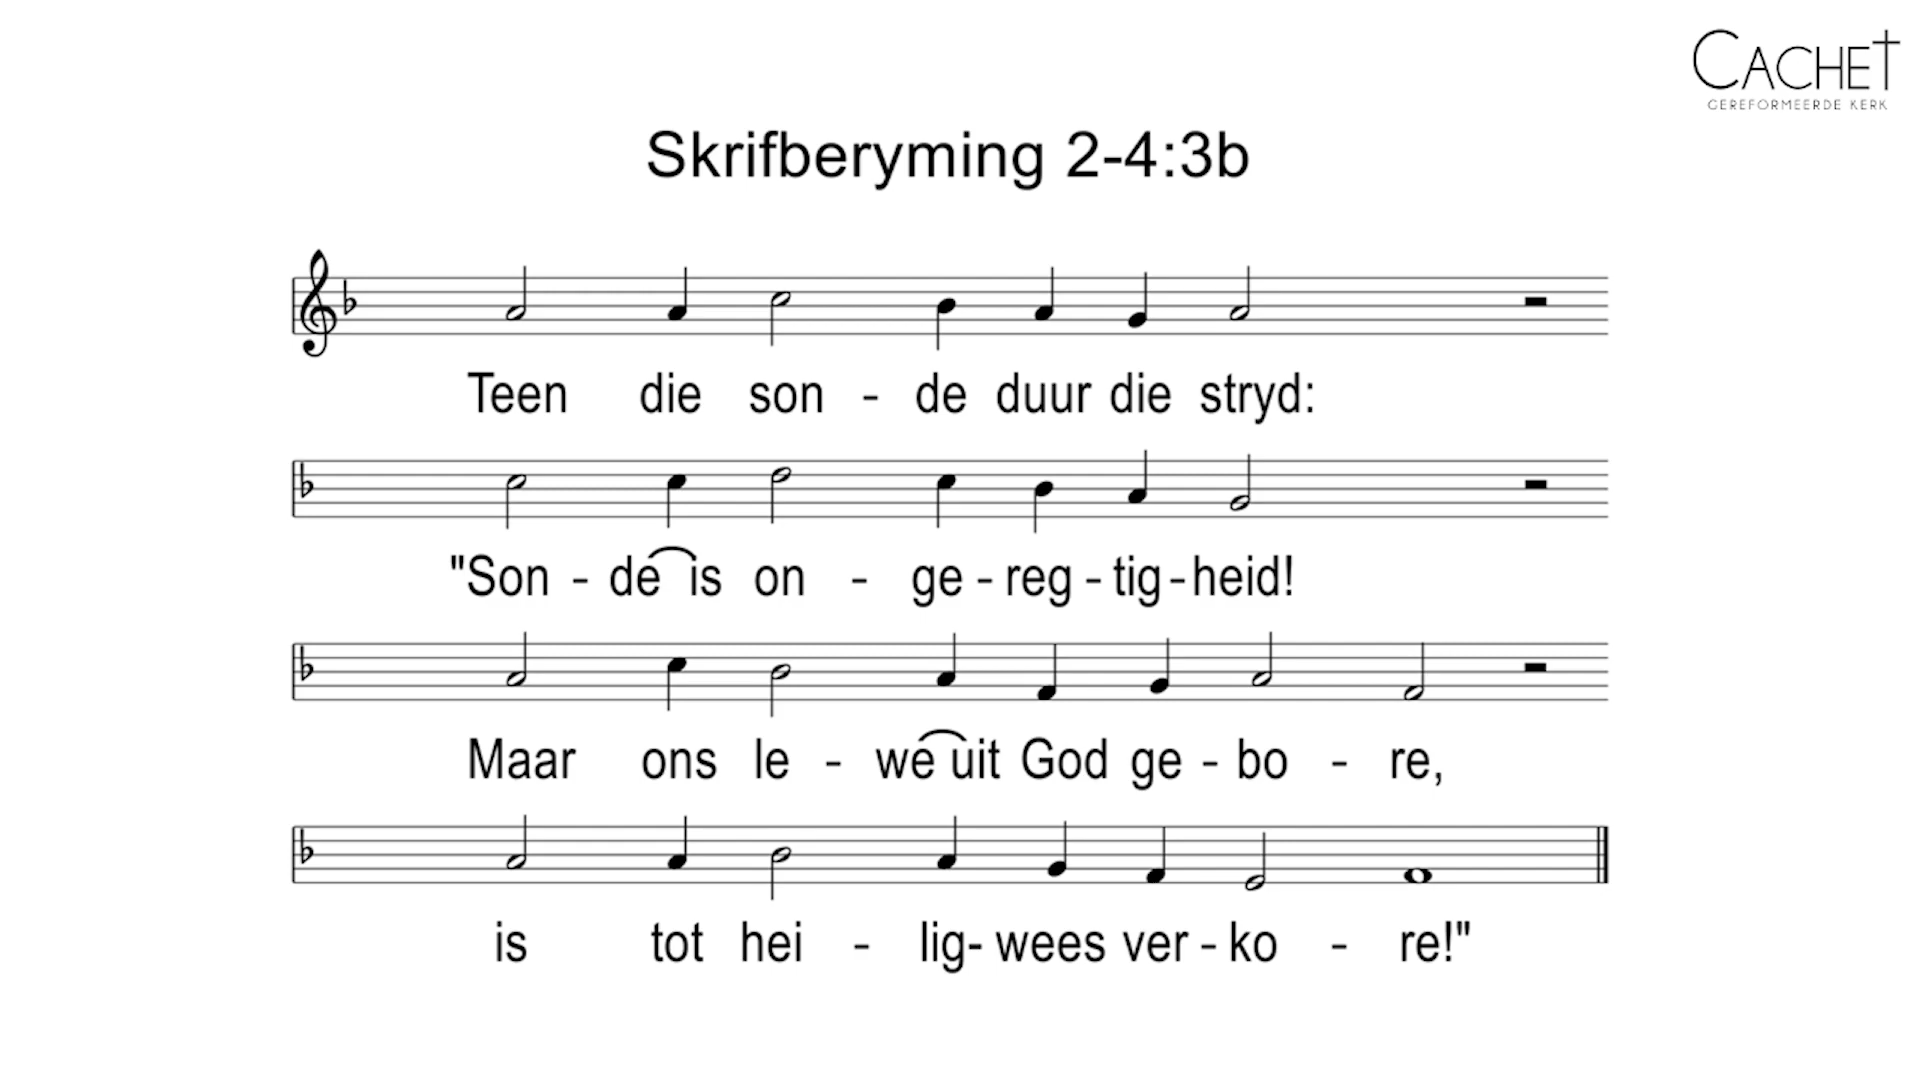 CACHET
GEREFORMEERDE KERK
Skrifberyming 2-4:3b
Teen die son - de duur die stryd:
"Son - de is on - ge - reg - tig - heid!
Maar ons le - we uit God ge - bo - re,
is tot hei - lig- wees ver - ko - re!"